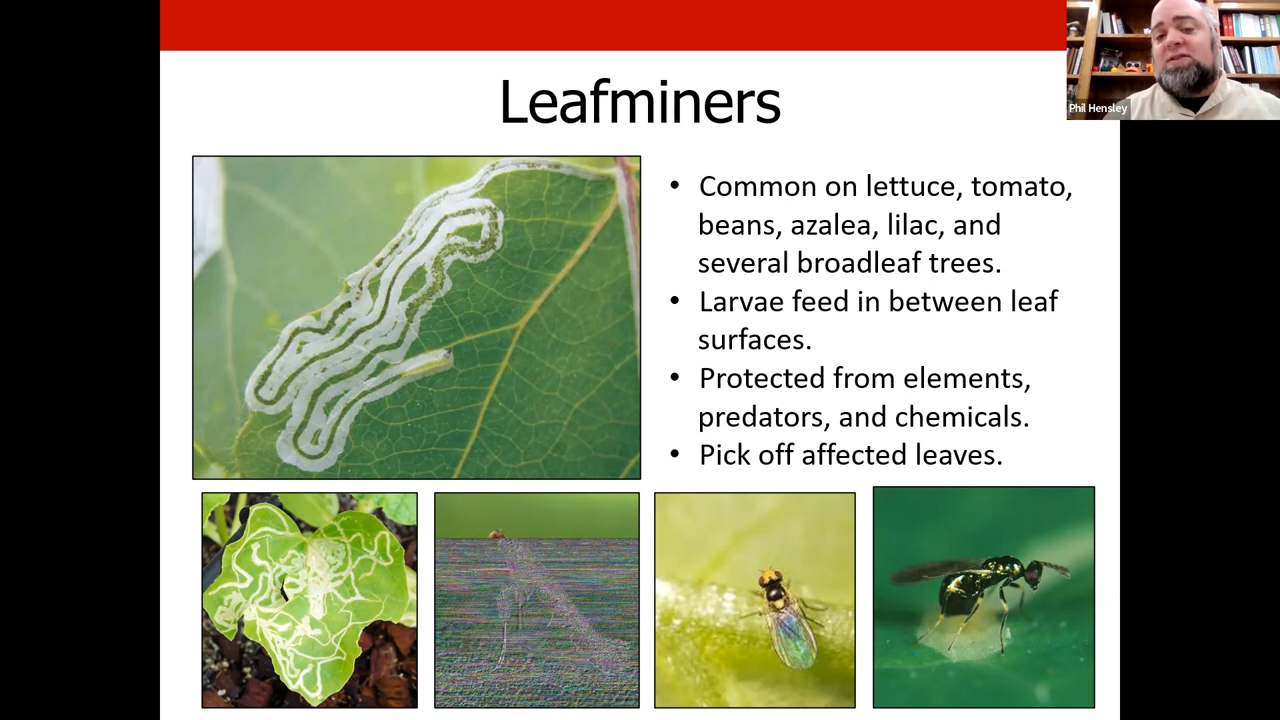 Phil Hensley
Leafminers
• Common on lettuce, tomato,
beans, azalea, lilac, and
several broadleaf trees.
• Larvae feed in between leaf
surfaces.
• Protected from elements,
predators, and chemicals.
• Pick off affected leaves.